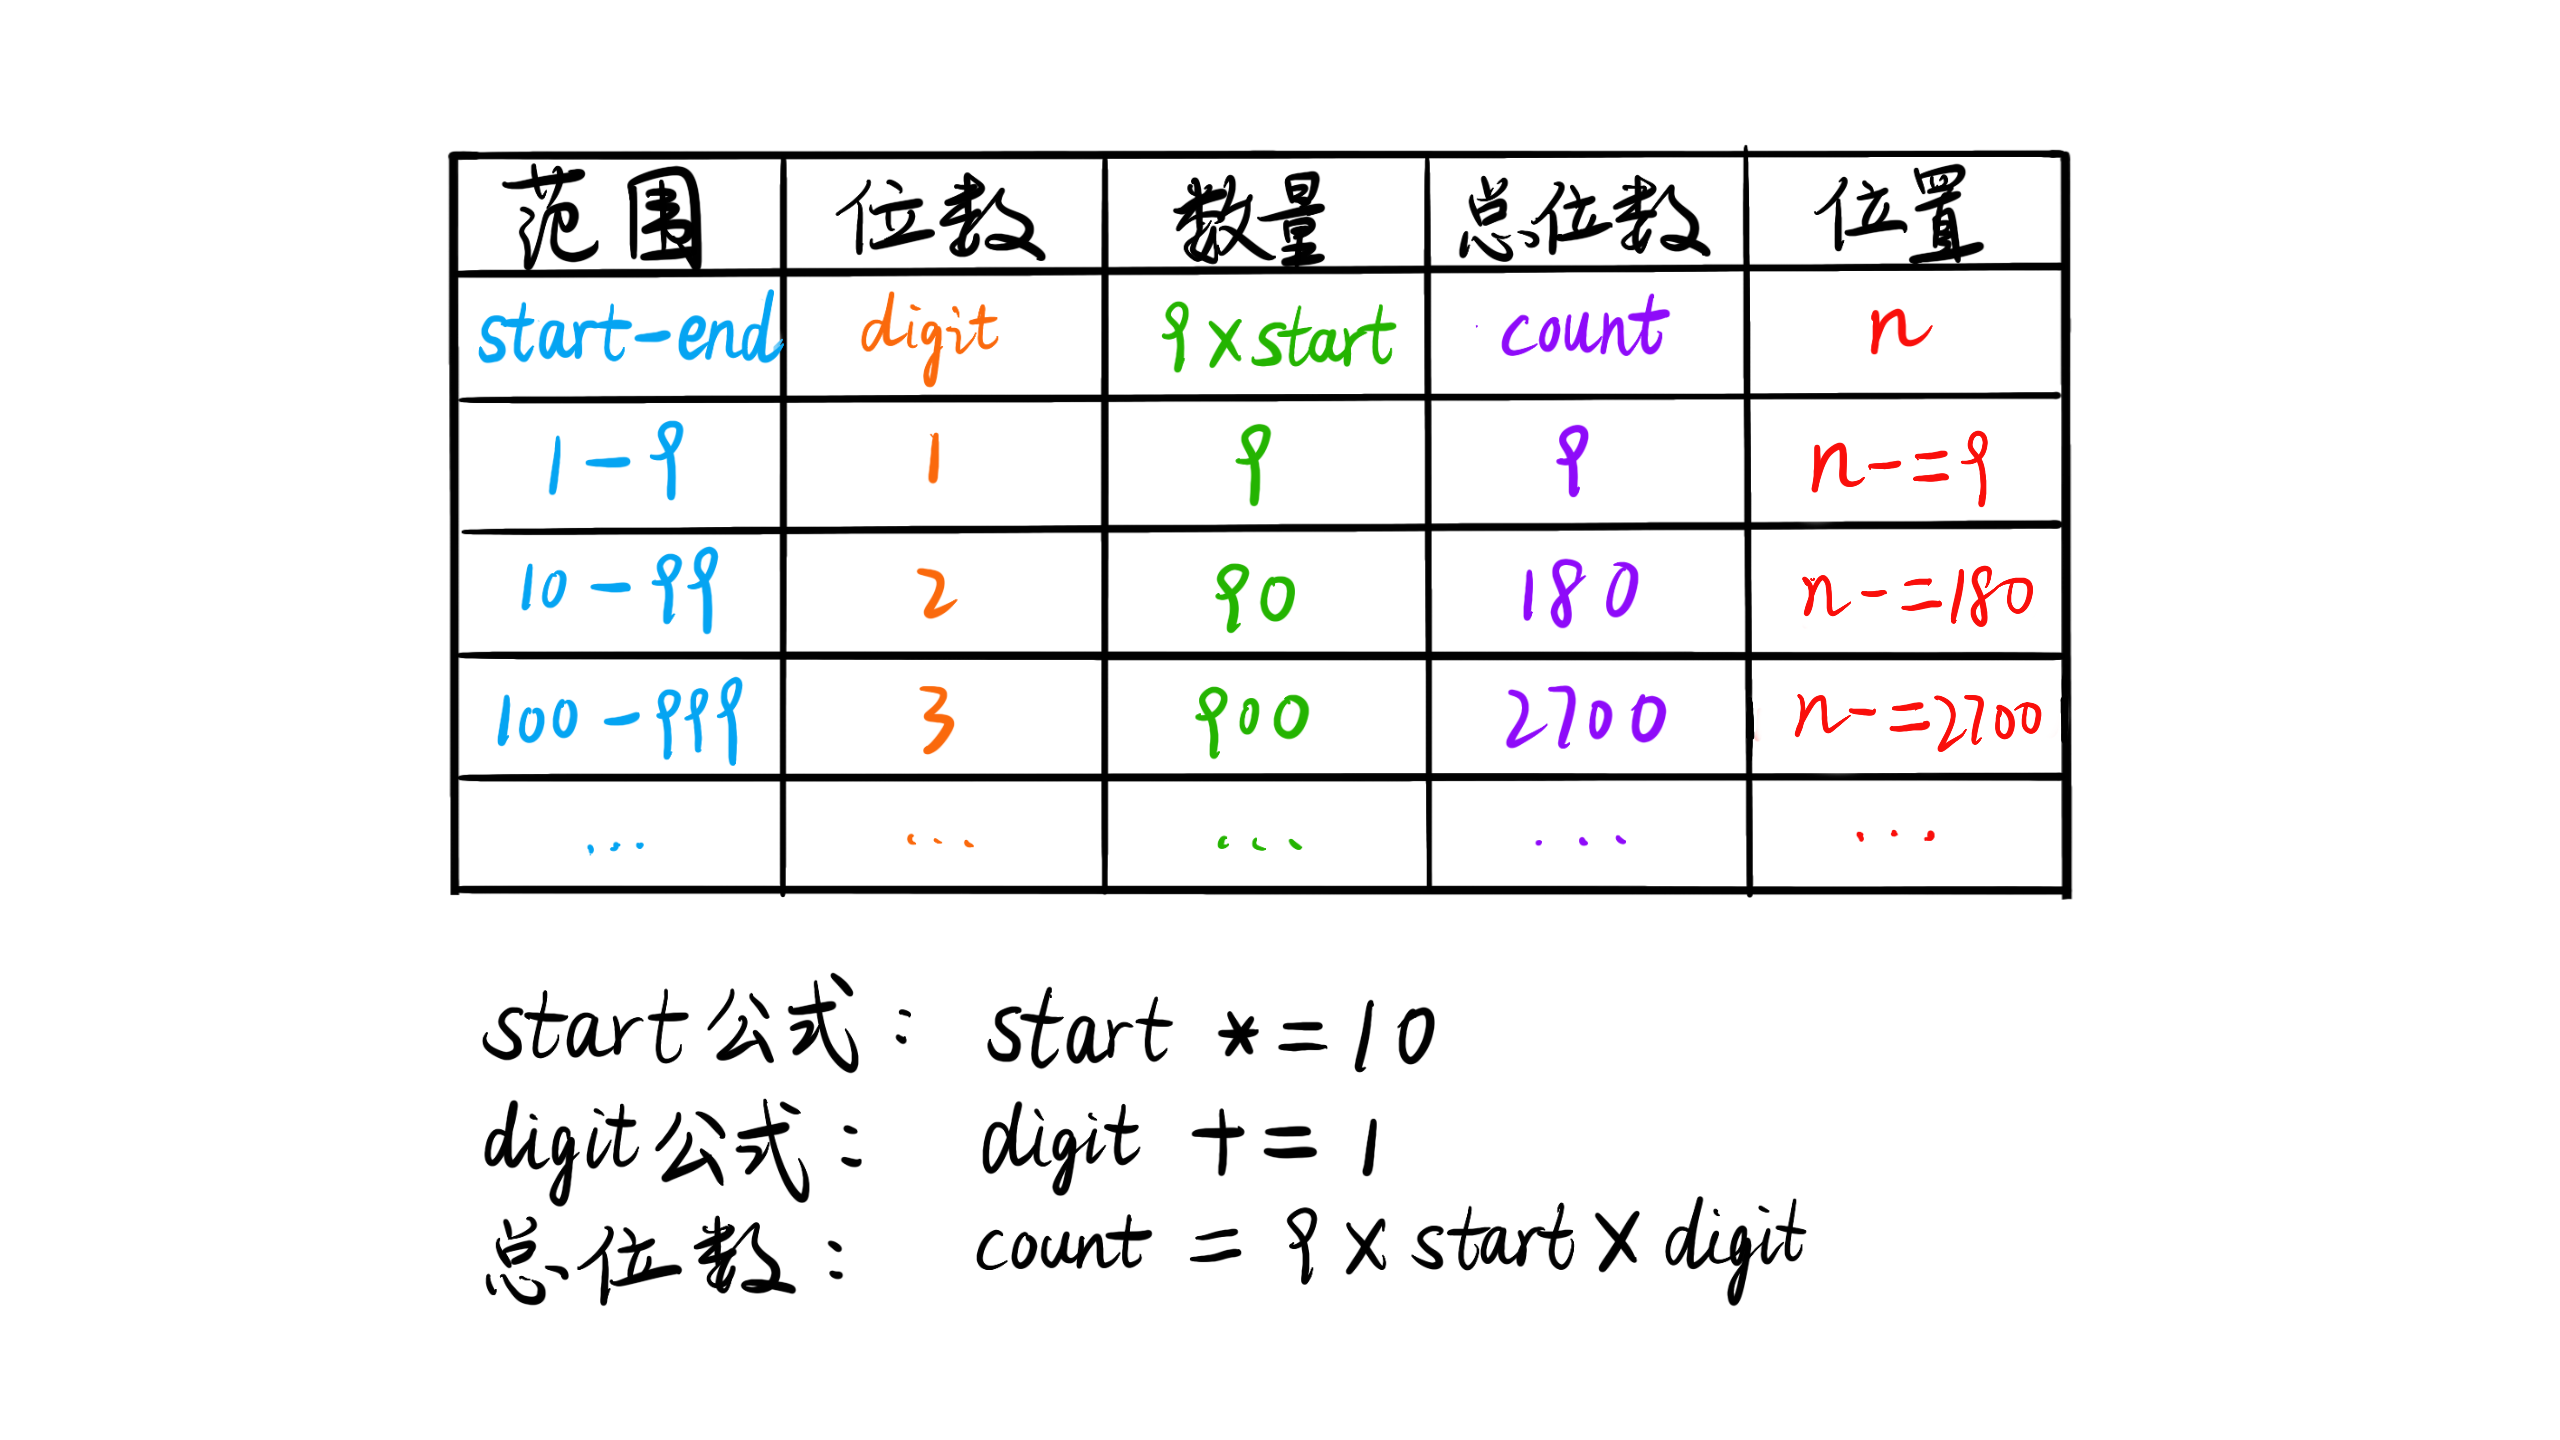 范围 位数 数量 总位数 位置
start-end digit 9×start count n
1-9 1 9 9 n-=9
10-99 2 90 180 n-=180
100-999 3 900 2700 n-=2700
... ... ... ... ...
start公式： start *=10
digit公式： digit += 1
总位数： count = 9×start×digit